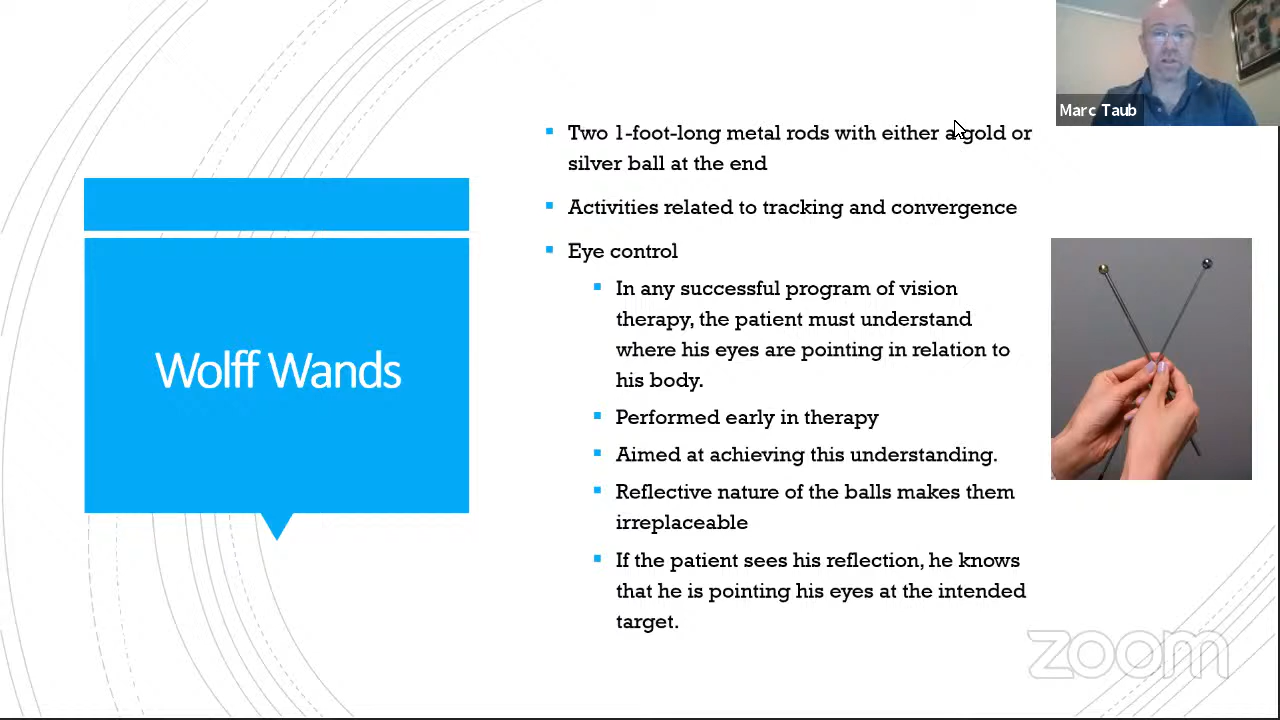 Marc Taub
Wolff Wands
Two 1-foot-long metal rods with either a gold or
silver ball at the end
Activities related to tracking and convergence
Eye control
In any successful program of vision
therapy, the patient must understand
where his eyes are pointing in relation to
his body.
Performed early in therapy
Aimed at achieving this understanding.
Reflective nature of the balls makes them
irreplaceable
If the patient sees his reflection, he knows
that he is pointing his eyes at the intended
target.
zoom